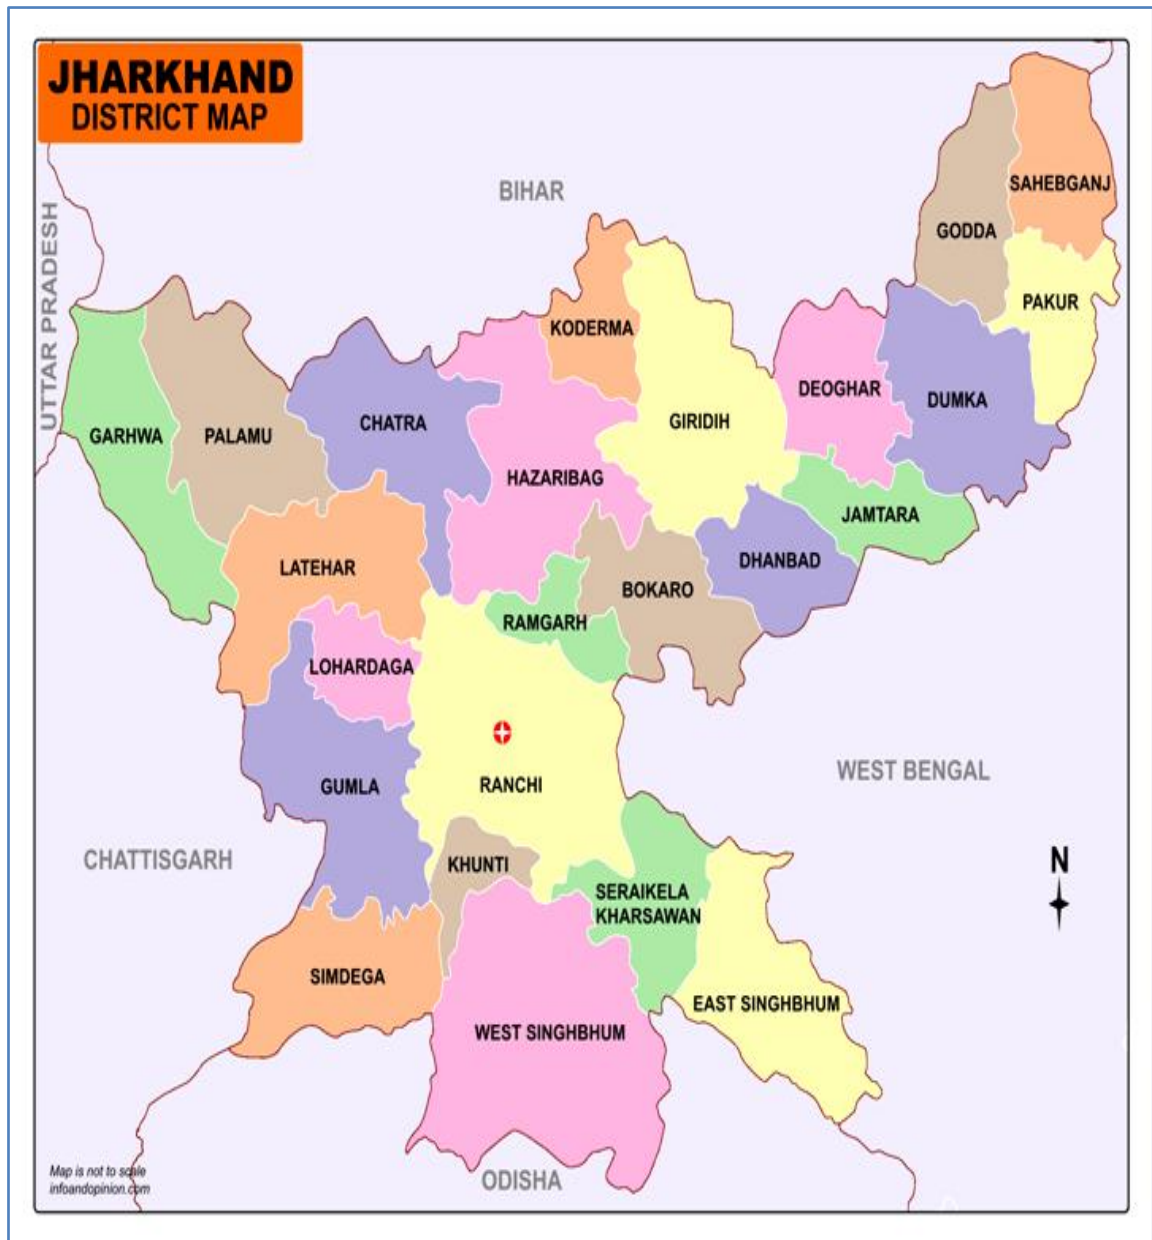 JHARKHAND
DISTRICT MAP
BIHAR
UTTAR PRADESH
SAHEBGANJ
GODDA
PAKUR
KODERMA
DEOGHAR
DUMKA
GIRIDIH
CHATRA
GARHWA
PALAMU
HAZARIBAG
JAMTARA
DHANBAD
LATEHAR
BOKARO
RAMGARH
LOHARDAGA
WEST BENGAL
RANCHI
GUMLA
CHATTISGARH
KHUNTI
N
SERAIKELA
KHARSAWAN
SIMDEGA
EAST SINGHBHUM
WEST SINGHBHUM
ODISHA
Map is not to scale
infoandopinion.com